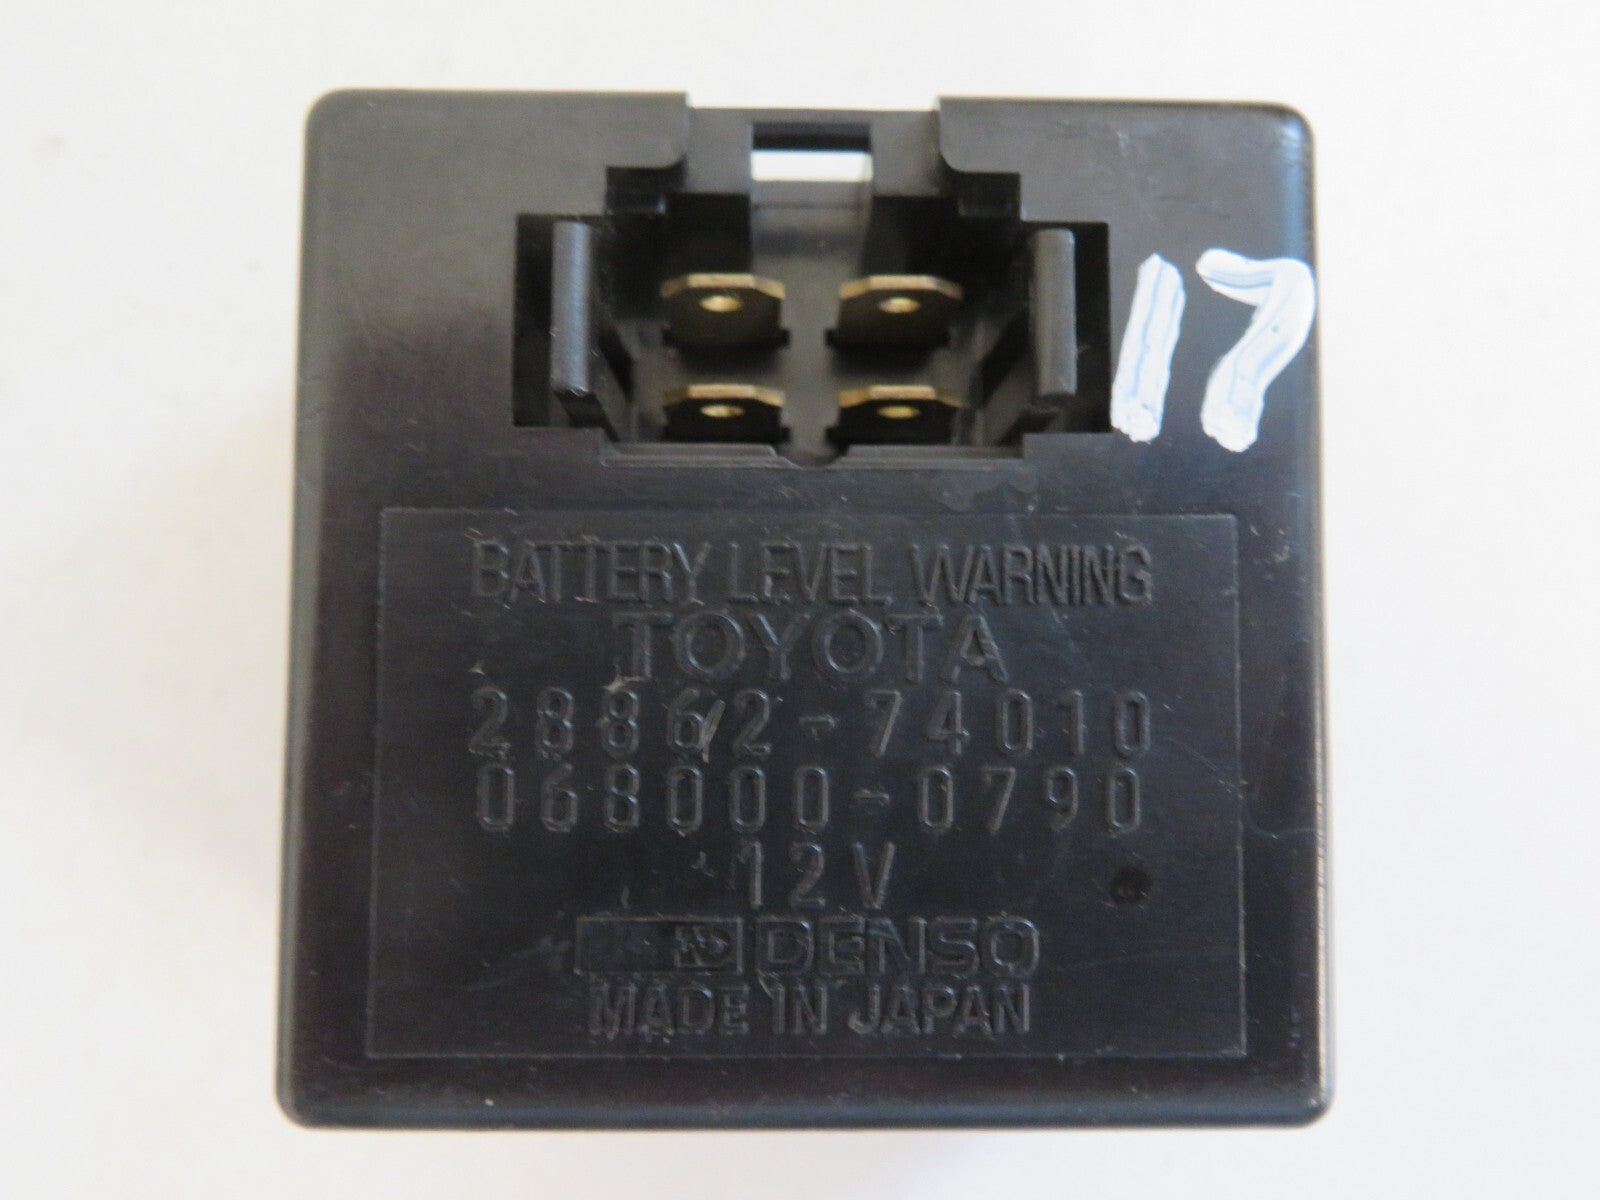 17
BATTERY LEVEL WARNING
TOYOTA
28862-74010
068000-0790
12V
DENSO
MADE IN JAPAN